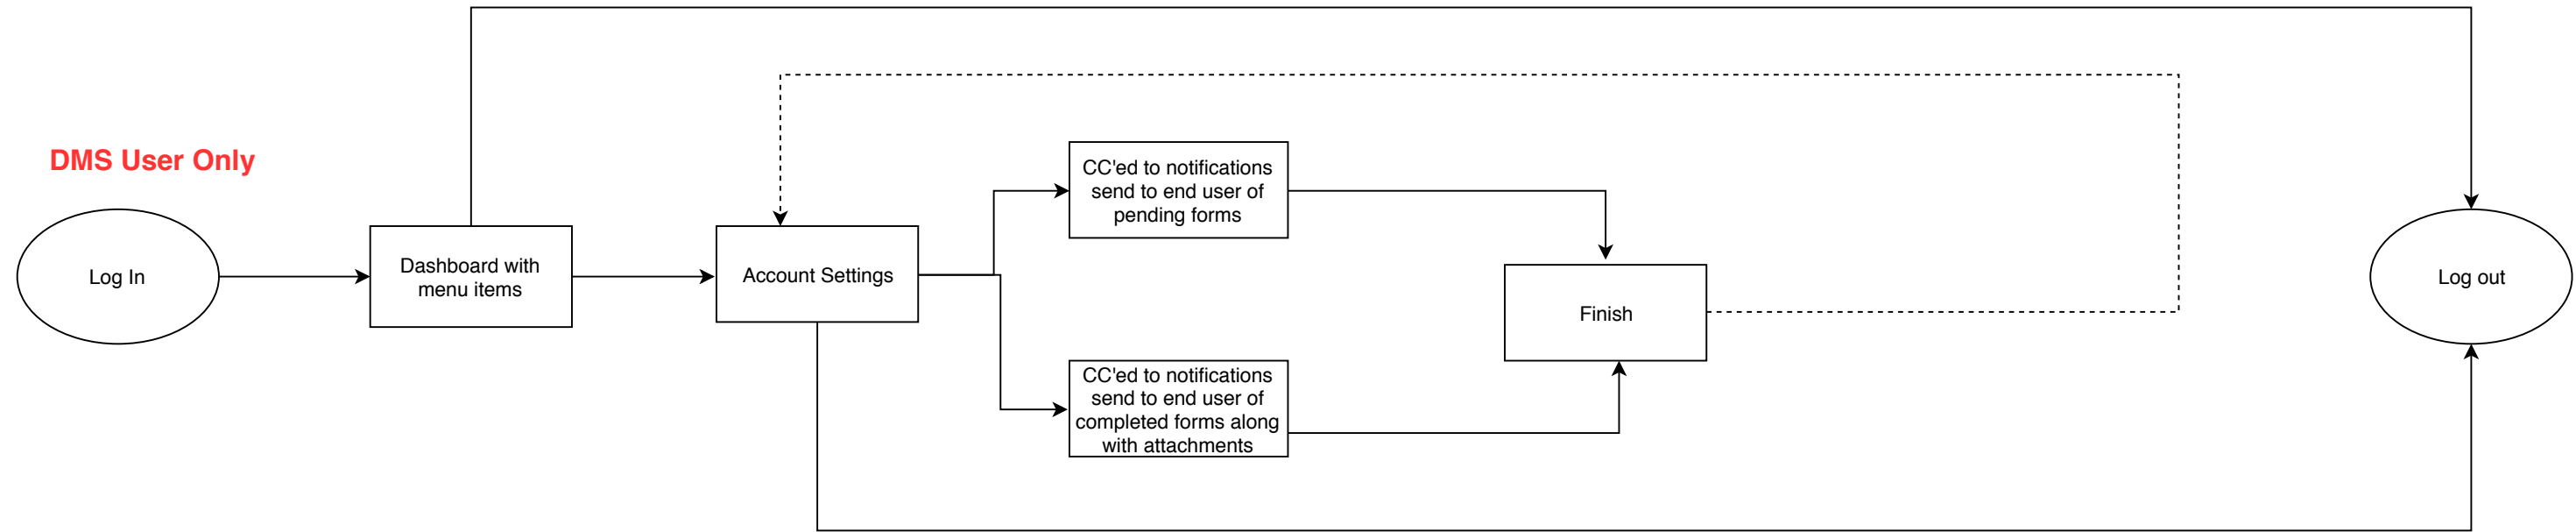 DMS User Only
Log In
Dashboard with
menu items
Account Settings
CC'ed to notifications
send to end user of
pending forms
CC'ed to notifications
send to end user of
completed forms along
with attachments
Finish
Log out